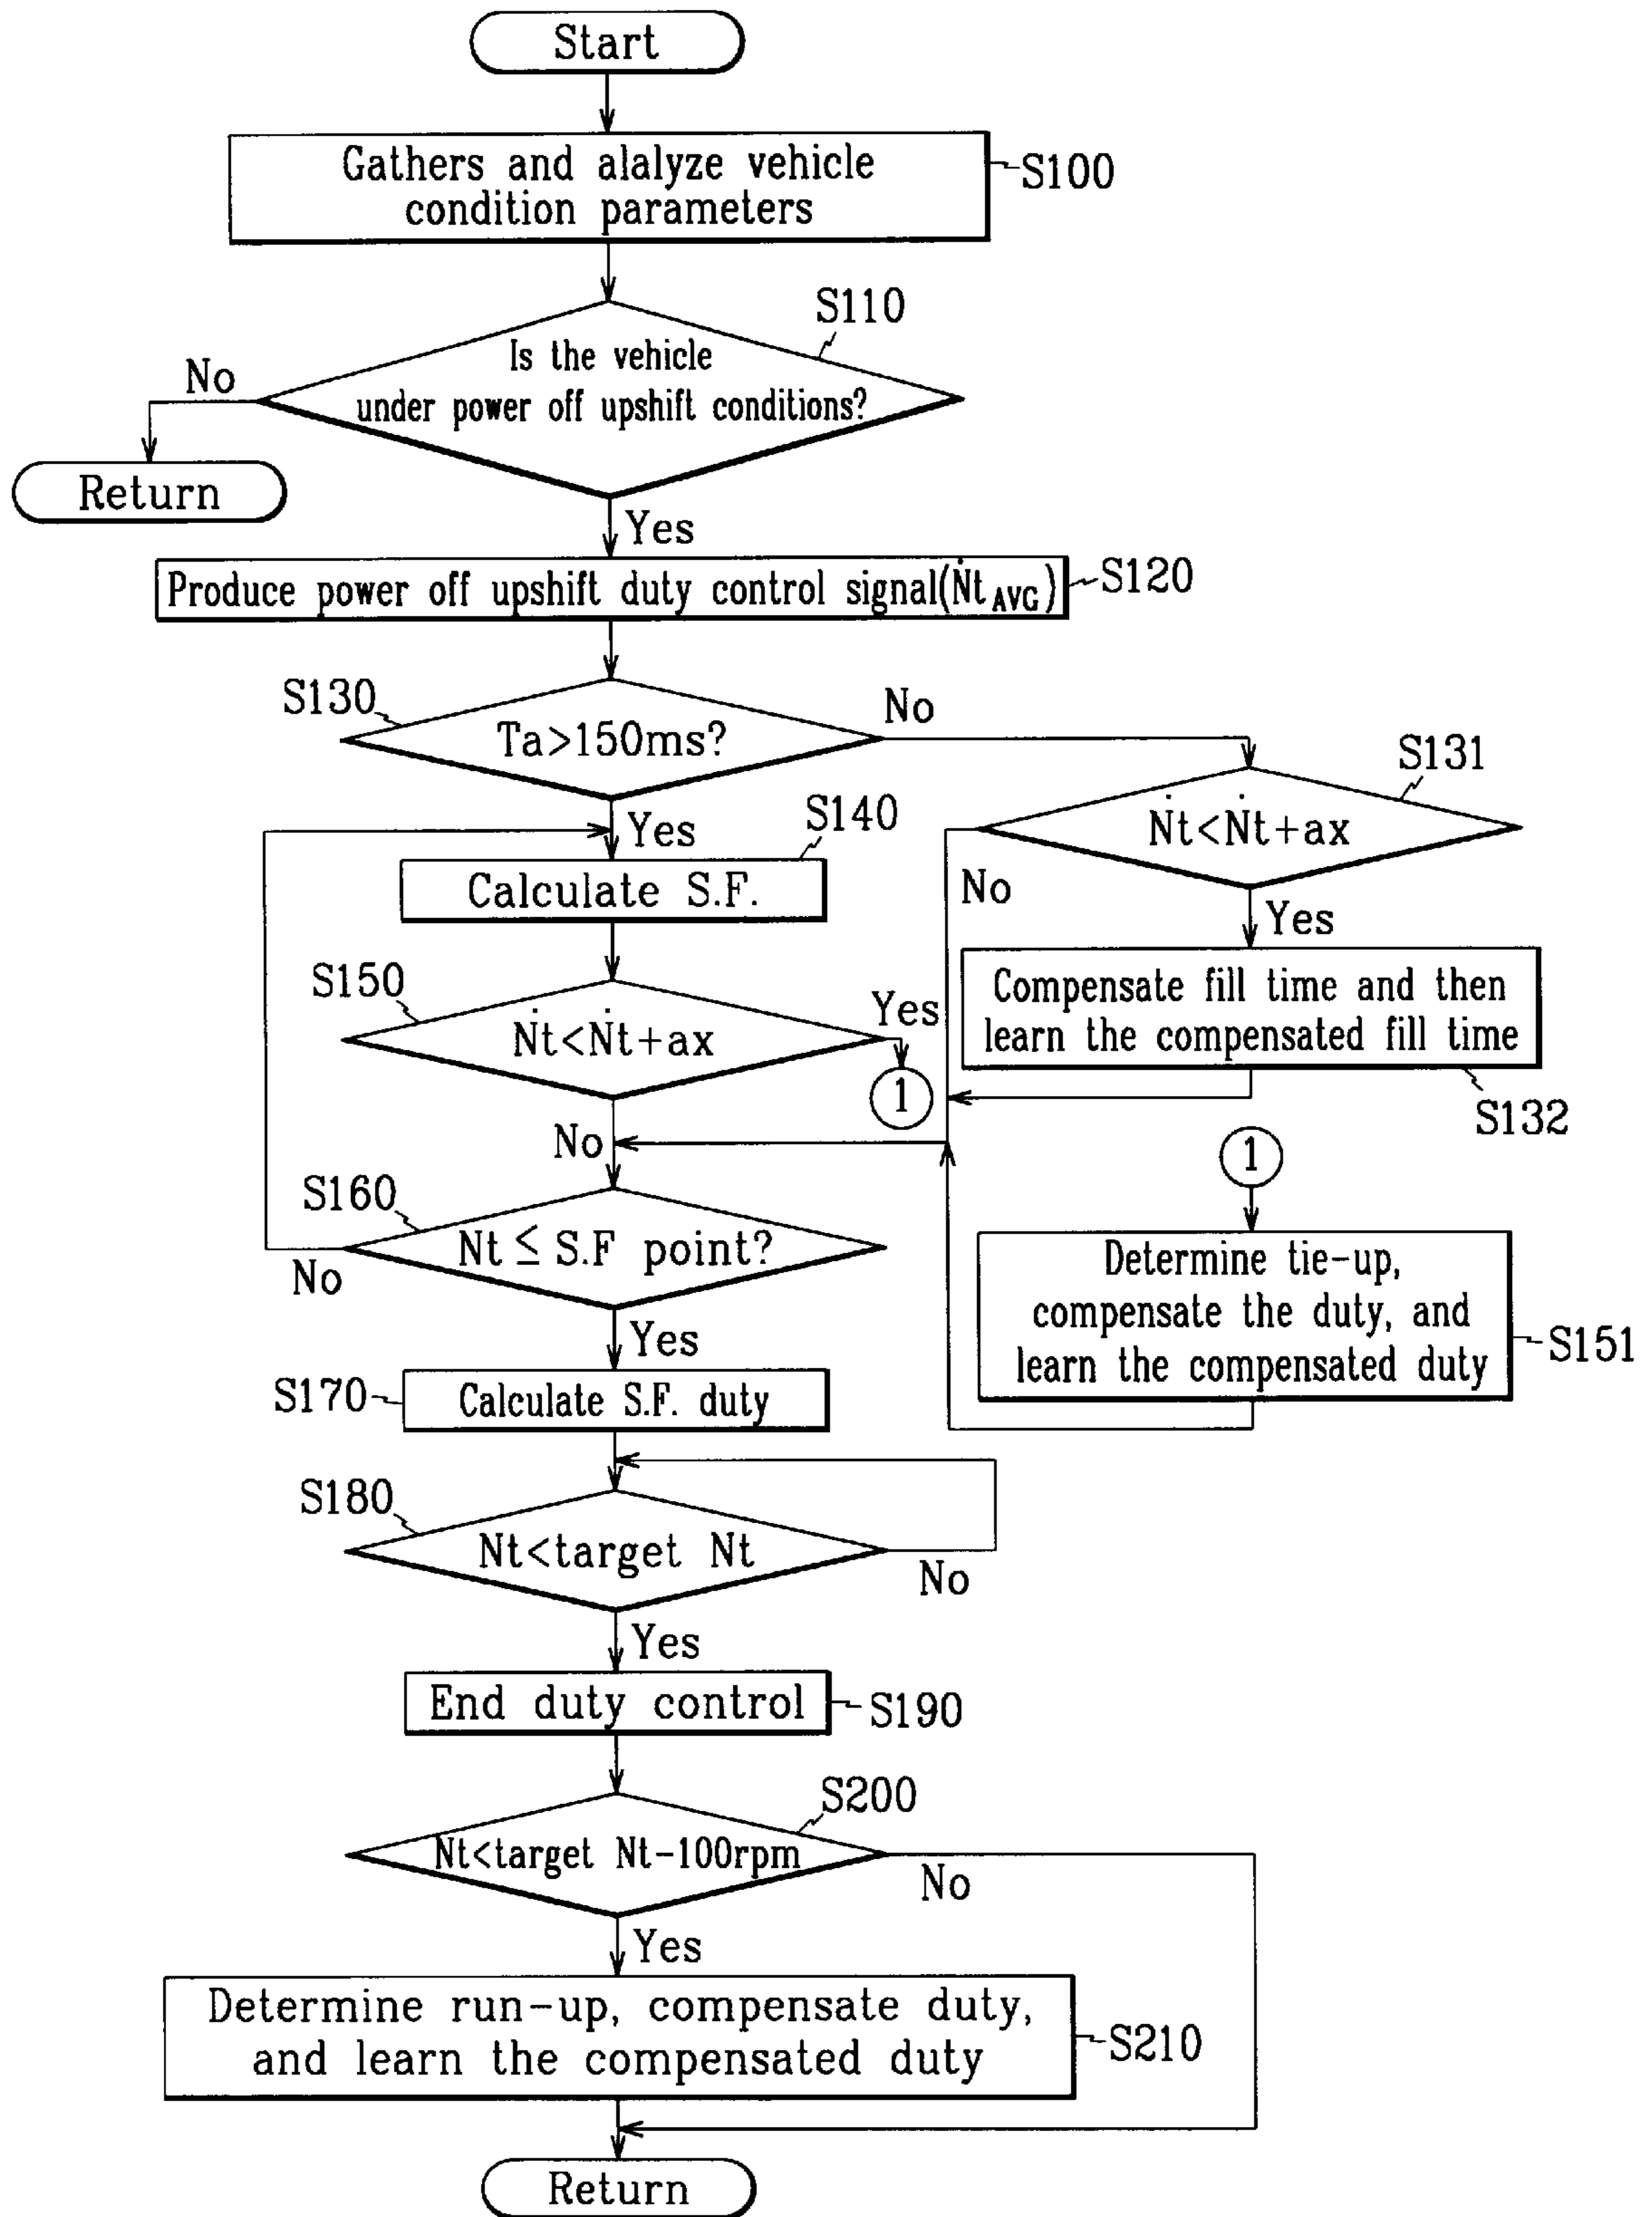 Start
Gathers and alalyze vehicle
condition parameters
S100
S110
Is the vehicle
under power off upshift conditions?
No
Return
Yes
Produce power off upshift duty control signal(Ṅt AVG)
S120
S130
Ta>150ms?
No
S131
Ṅt<Ṅt+ax
Yes
S140
Calculate S.F.
No
Yes
Compensate fill time and then
learn the compensated fill time
S132
S150
Ṅt<Ṅt+ax
Yes
1
No
1
S160
Nt ≤ S.F point?
No
Determine tie-up,
compensate the duty, and
learn the compensated duty
S151
Yes
S170
Calculate S.F. duty
S180
Nt<target Nt
No
Yes
End duty control
S190
S200
Nt<target Nt-100rpm
No
Yes
Determine run-up, compensate duty,
and learn the compensated duty
S210
Return